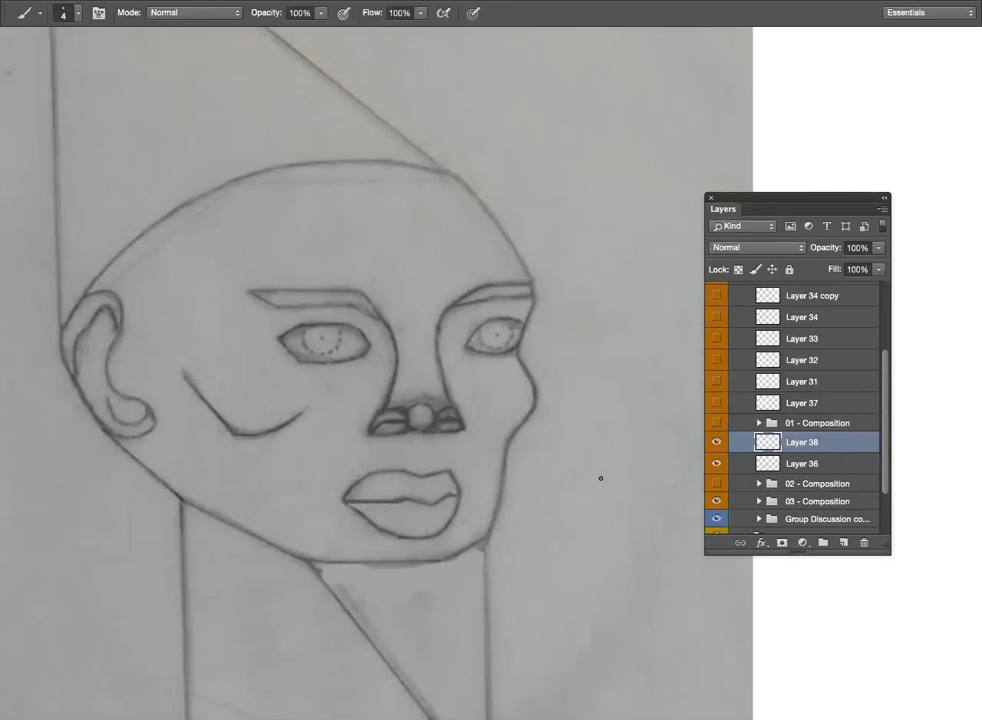 4 Mode: Normal Opacity: 100% Flow: 100% Essentials
Layers
Kind
Normal Opacity: 100%
Lock: Fill: 100%
Layer 34 copy
Layer 34
Layer 33
Layer 32
Layer 31
Layer 37
01 - Composition
Layer 38
Layer 36
02 - Composition
03 - Composition
Group Discussion co...
fx